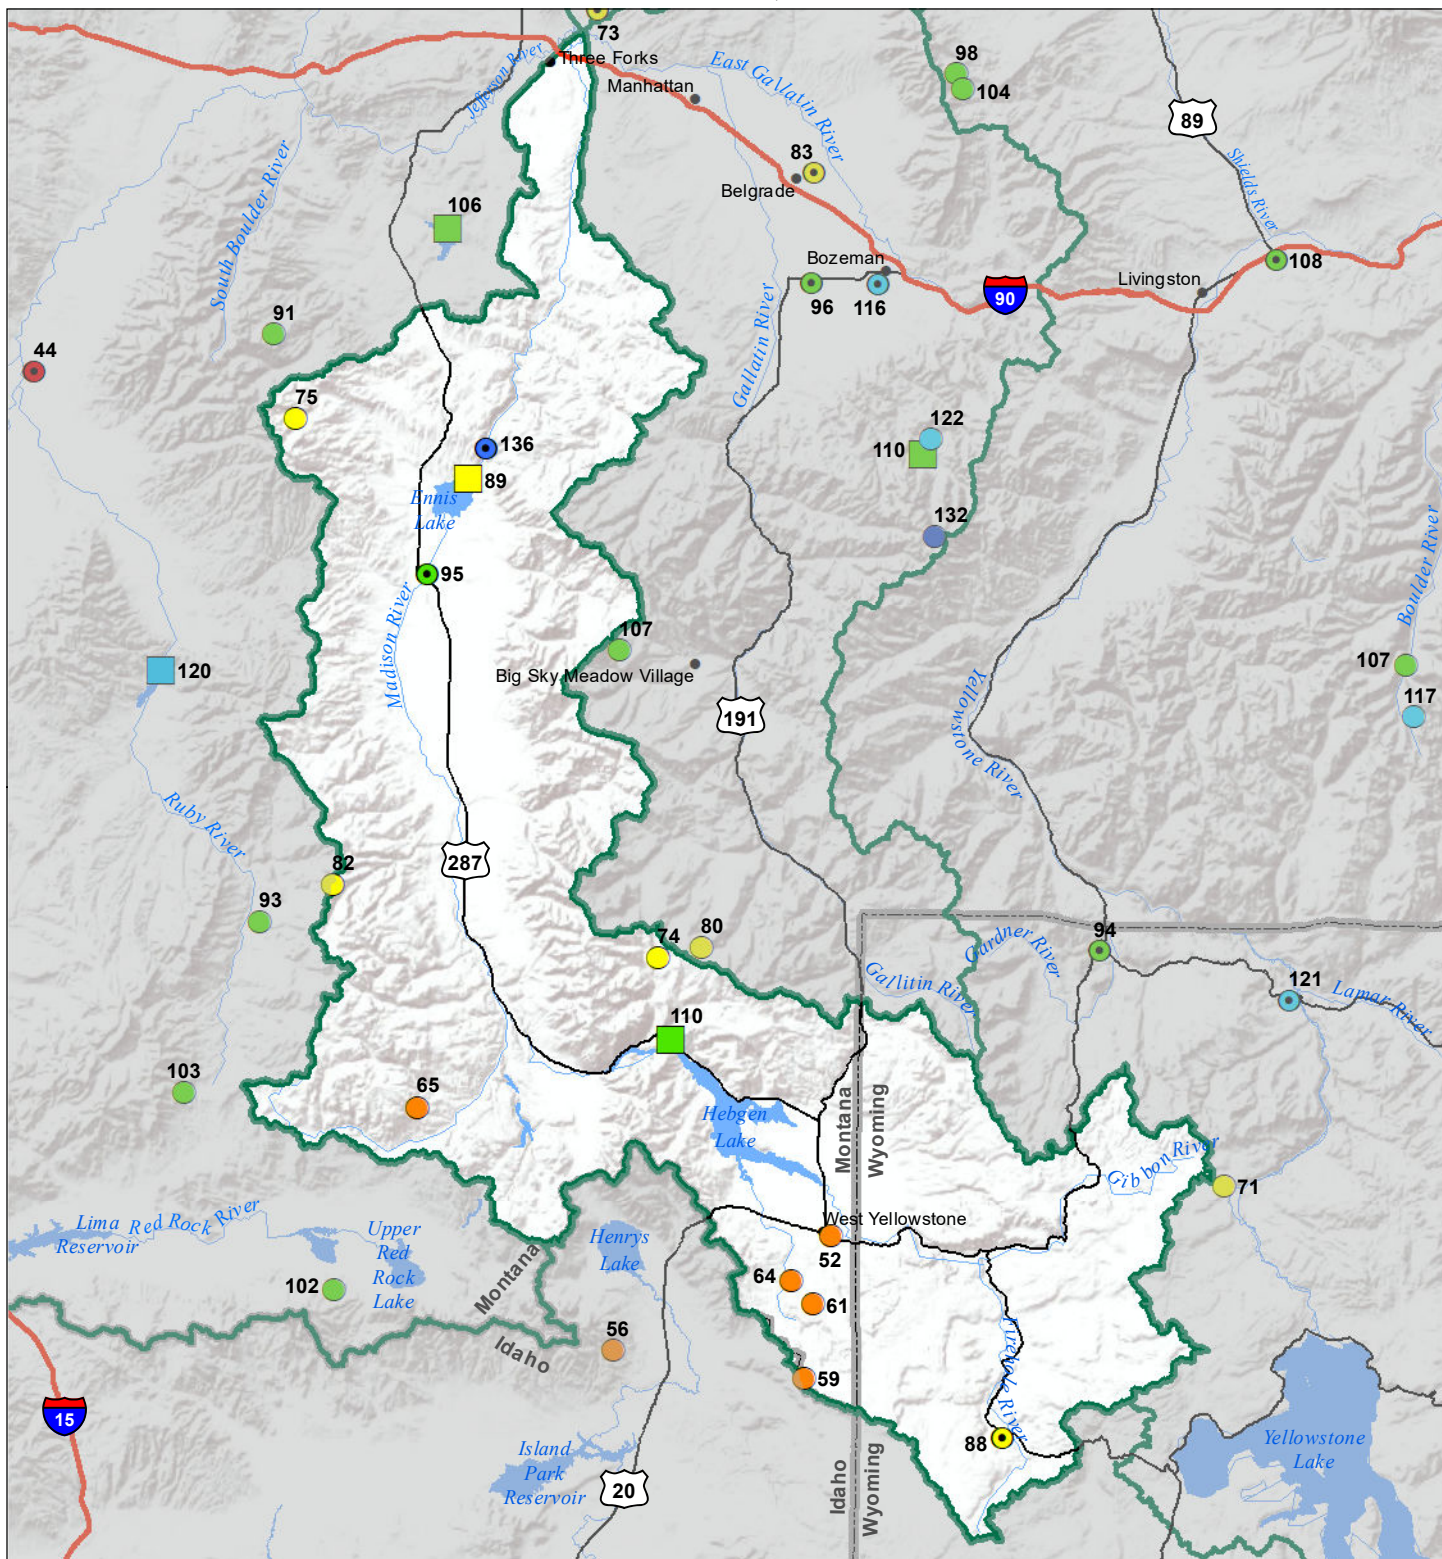 73
Three Forks
Jefferson River
Manhattan
East Gallatin River
98
104
89
83
Belgrade
Shields River
South Boulder River
106
Bozeman
108
Livingston
90
96
116
Gallatin River
91
44
75
122
110
136
89
Ennis
Lake
132
Boulder River
95
Madison River
107
107
120
Big Sky Meadow Village
117
191
Yellowstone River
Ruby River
82
287
93
74
80
94
Gardner River
Gallitin River
121
Lamar River
110
103
65
Hebgen
Lake
Montana
Wyoming
Gibbon River
71
Lima
Reservoir
Red Rock River
Upper
Red
Rock
Lake
Henrys
Lake
West Yellowstone
52
Montana
Idaho
102
64
61
56
59
Firehole River
15
88
Island
Park
Reservoir
20
Idaho
Wyoming
Yellowstone
Lake